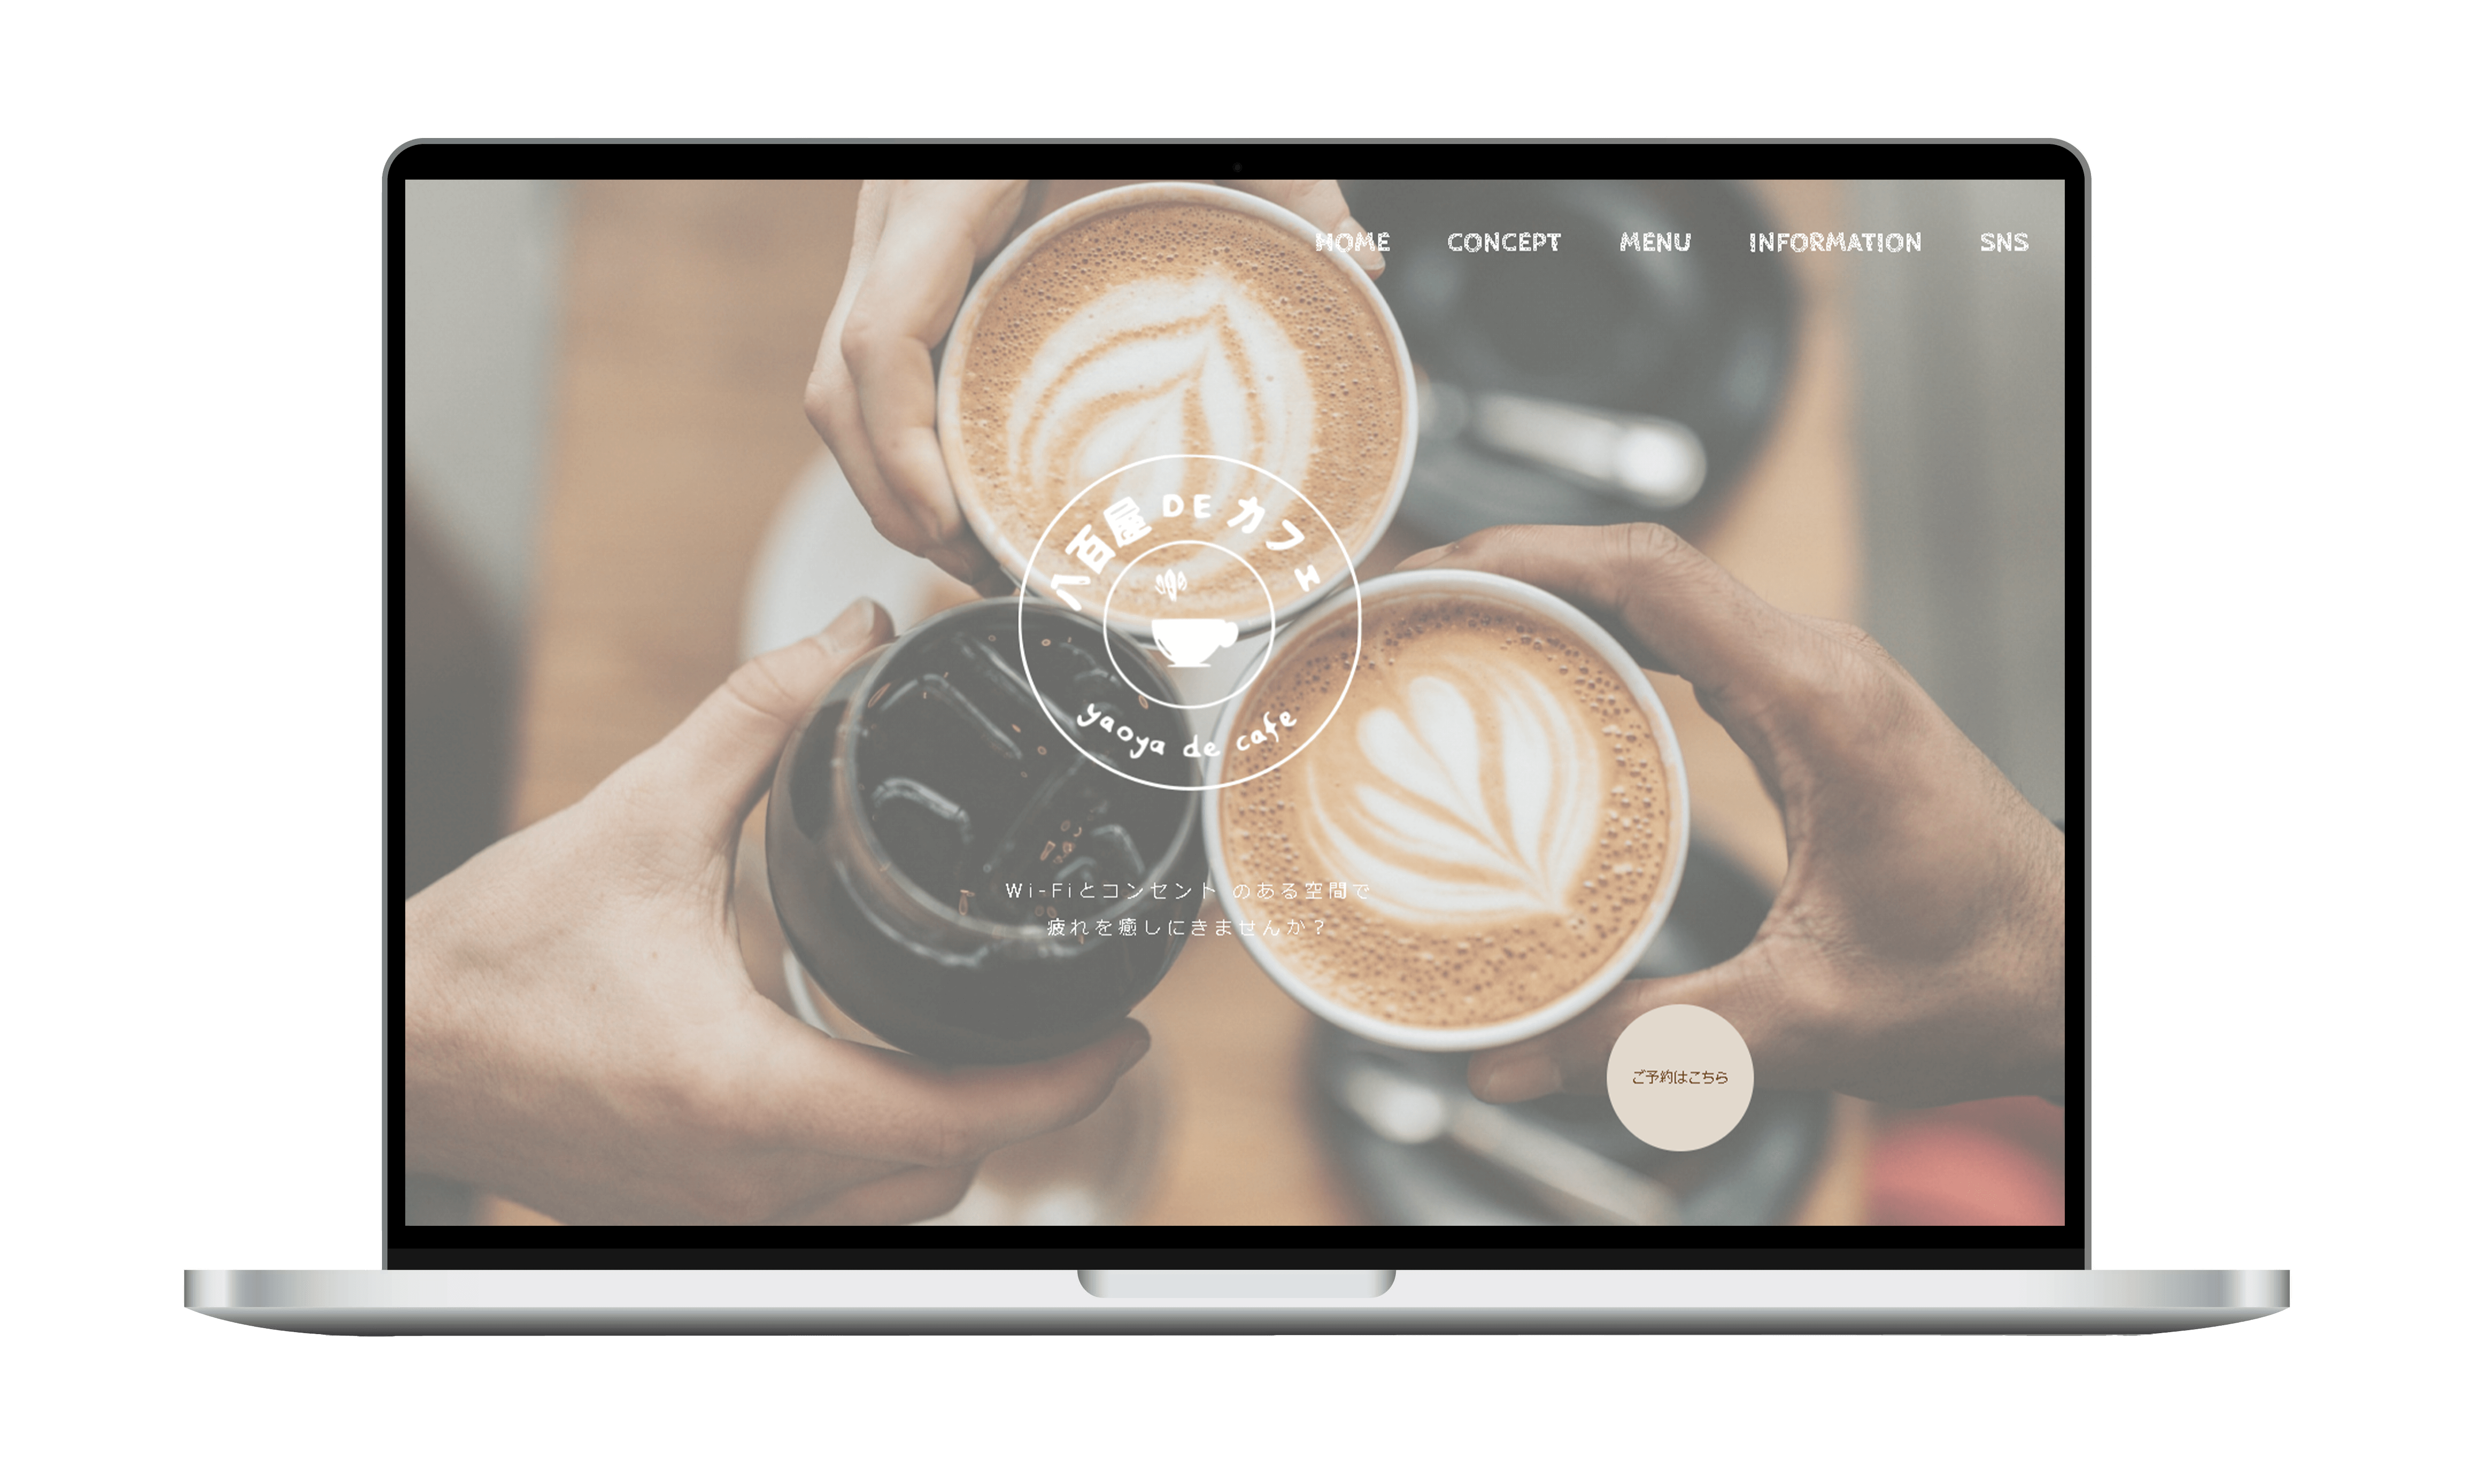 HOME CONCEPT MENU INFORMATION SNS
八百屋 DE カフェ
yaoya de cafe
Wi-Fiとコンセント のある空間で
疲れを癒しにきませんか?
ご予約はこちら